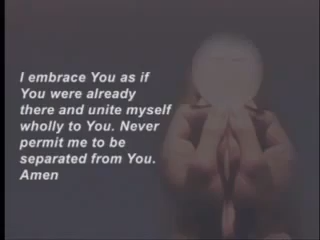 I embrace You as if
You were already
there and unite myself
wholly to You. Never
permit me to be
separated from You.
Amen